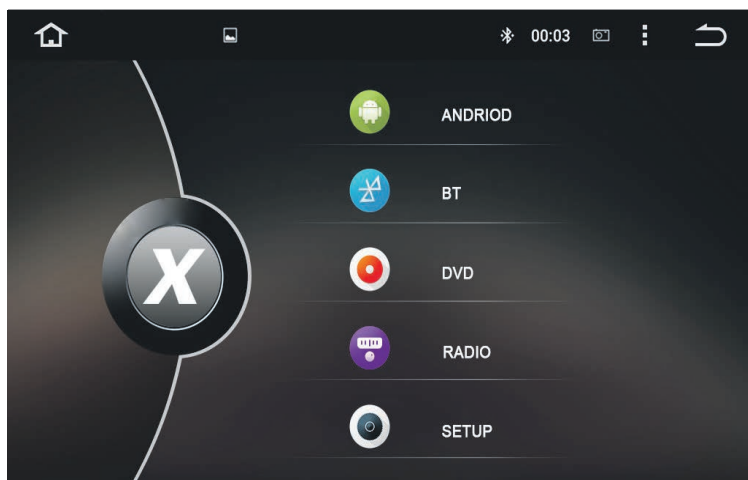 00:03
ANDRIOD
BT
DVD
X
RADIO
SETUP